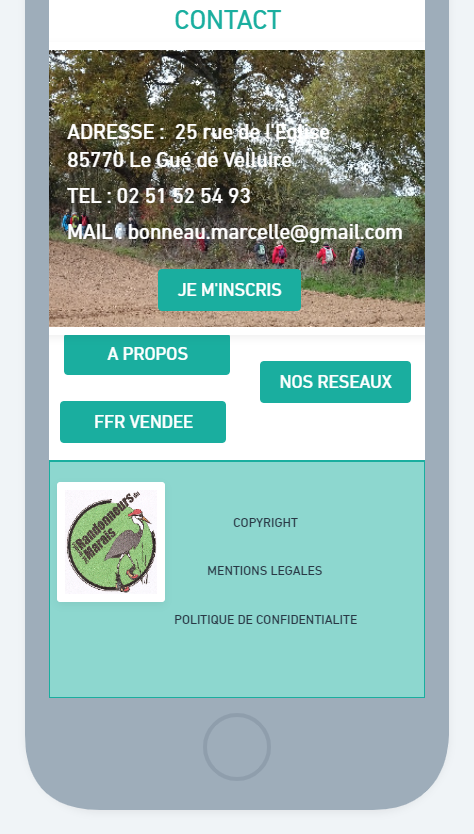 CONTACT
ADRESSE : 25 rue de l'Eglise
85770 Le Gué de Velluire
TEL : 02 51 52 54 93
MAIL : bonneau.marcelle@gmail.com
JE M'INSCRIS
A PROPOS
NOS RESEAUX
FFR VENDEE
Randonneurs
Marais
COPYRIGHT
MENTIONS LEGALES
POLITIQUE DE CONFIDENTIALITE